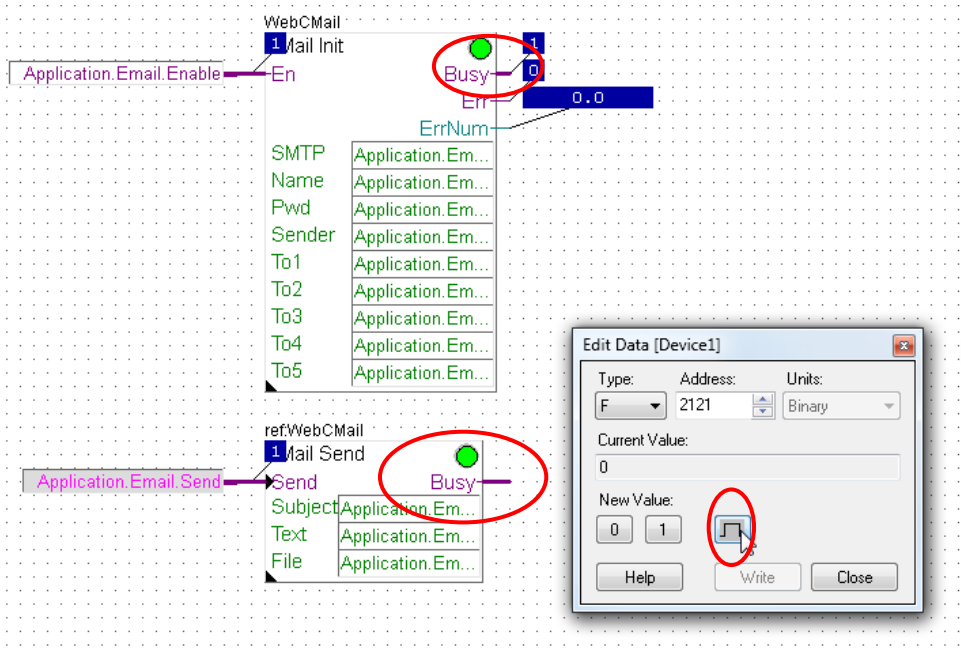 WebCMail
1 Mail Init
1
Application.Email.Enable
En
Busy
0
Err
0.0
ErrNum
SMTP Application.Em...
Name Application.Em...
Pwd Application.Em...
Sender Application.Em...
To1 Application.Em...
To2 Application.Em...
To3 Application.Em...
To4 Application.Em...
To5 Application.Em...
ref:WebCMail
1 Mail Send
Application.Email.Send
Send
Busy
Subject Application.Em...
Text Application.Em...
File Application.Em...
Edit Data [Device1]
Type: Address: Units:
F 2121 Binary
Current Value:
0
New Value:
0 1
Help Write Close